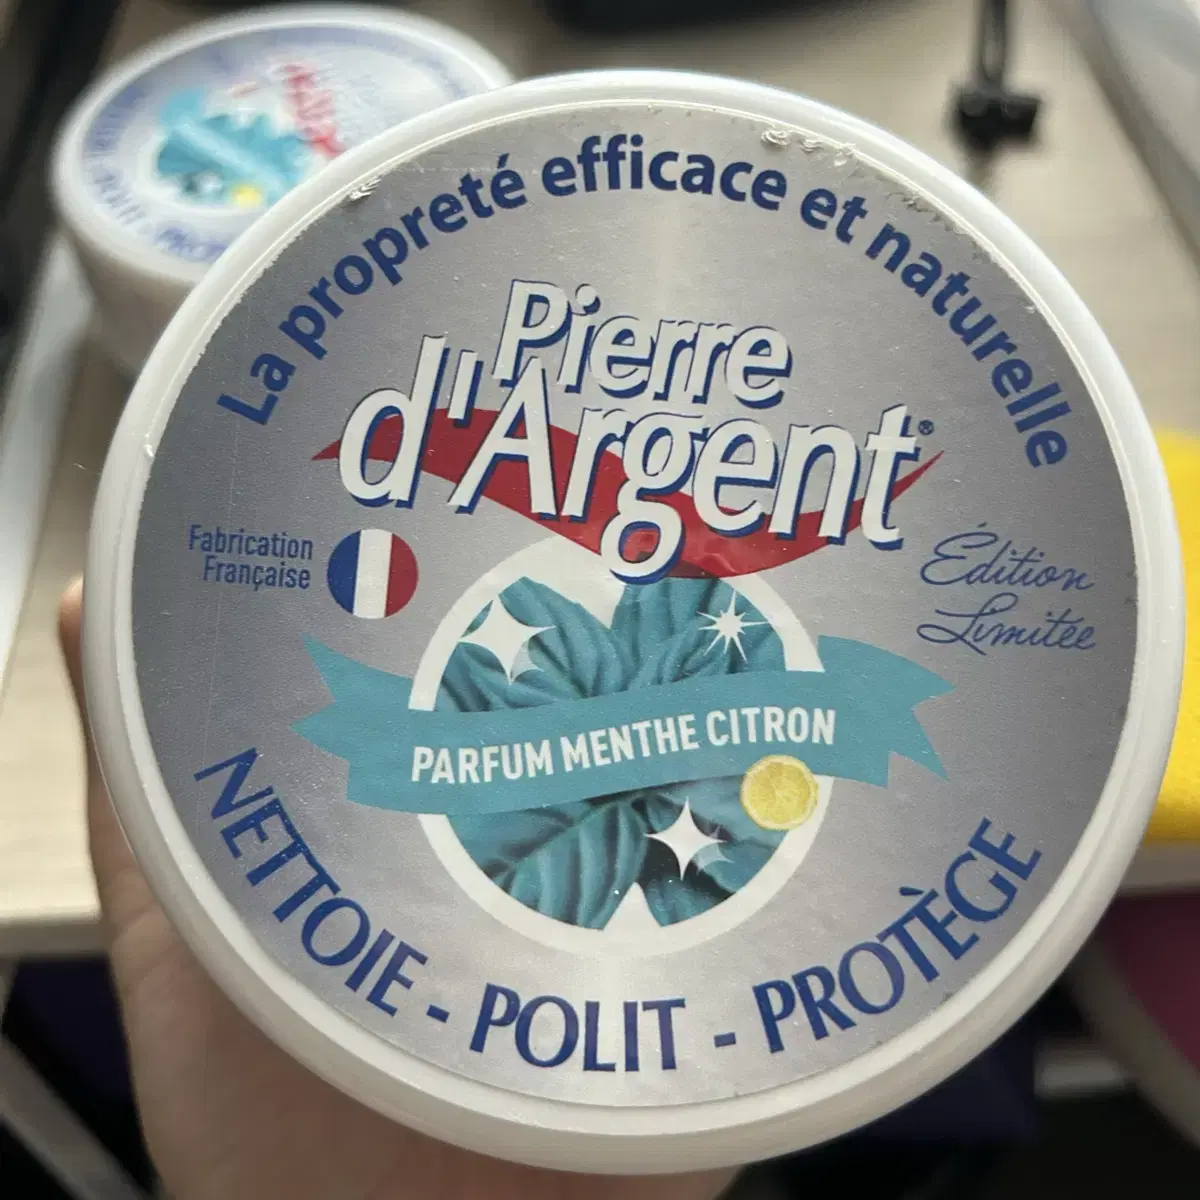 La propreté efficace et naturelle
Pierre
d'Argent®
Fabrication
Française
Édition
Limitée
PARFUM MENTHE CITRON
NETTOIE - POLIT - PROTÈGE